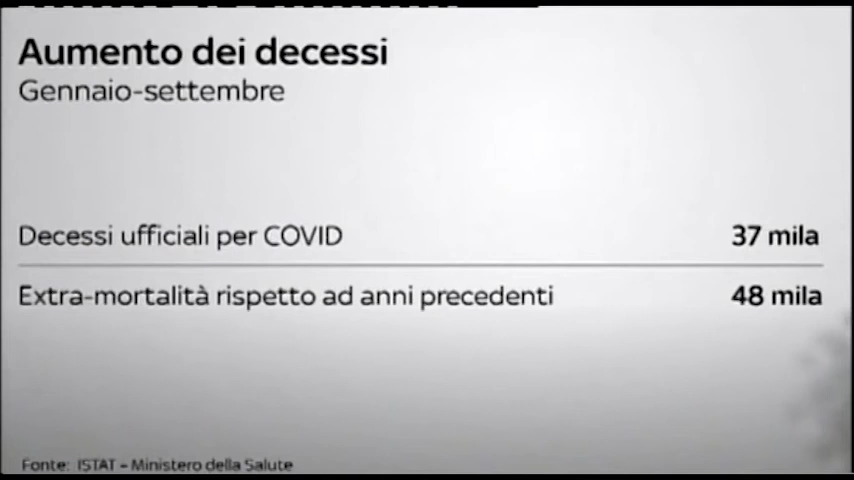 Aumento dei decessi
Gennaio-settembre
Decessi ufficiali per COVID 37 mila
Extra-mortalità rispetto ad anni precedenti 48 mila
Fonte: ISTAT - Ministero della Salute